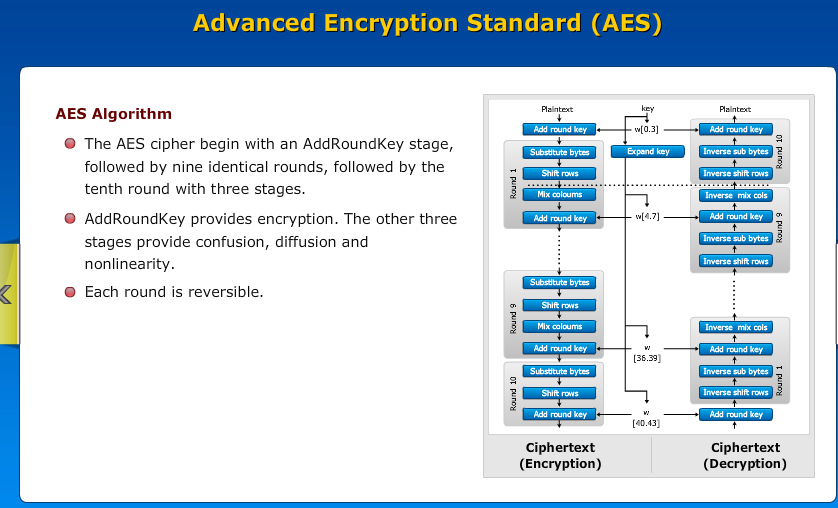 Advanced Encryption Standard (AES)
AES Algorithm
The AES cipher begin with an AddRoundKey stage,
followed by nine identical rounds, followed by the
tenth round with three stages.
AddRoundKey provides encryption. The other three
stages provide confusion, diffusion and
nonlinearity.
Each round is reversible.
Plaintext
Add round key
Round 1
Substitute bytes
Shift rows
Mix coloums
Add round key
Round 9
Substitute bytes
Shift rows
Mix coloums
Add round key
Round 10
Substitute bytes
Shift rows
Add round key
key
w[0.3]
Expand key
w[4.7]
w
[36.39]
w
[40.43]
Plaintext
Add round key
Inverse sub bytes
Inverse shift rows
Round 10
Inverse mix cols
Add round key
Inverse sub bytes
Inverse shift rows
Round 9
Inverse mix cols
Add round key
Inverse sub bytes
Inverse shift rows
Round 1
Add round key
Ciphertext
(Encryption)
Ciphertext
(Decryption)